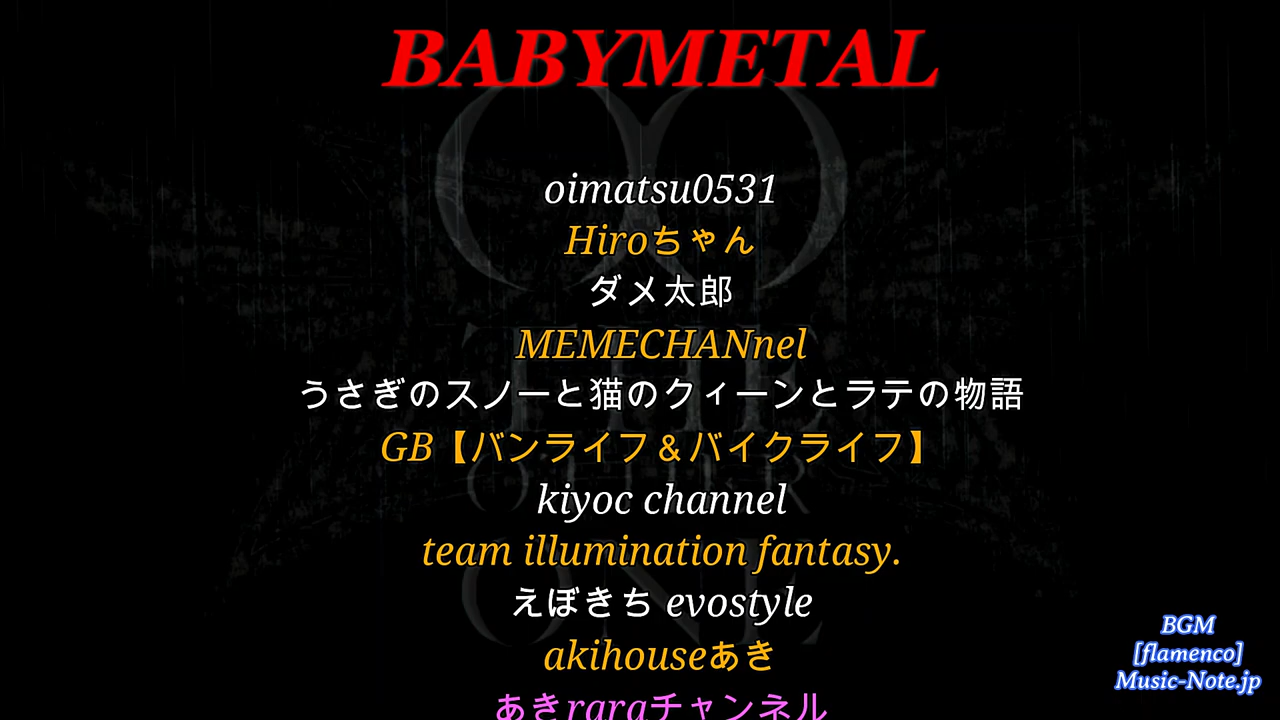 BABYMETAL
oimatsu0531
Hiroちゃん
ダメ太郎
MEMECHANnel
うさぎのスノーと猫のクィーンとラテの物語
GB【バンライフ＆バイクライフ】
kiyoc channel
team illumination fantasy.
えぼきち evostyle
akihouseあき
あきraraチャンネル
BGM
[flamenco]
Music-Note.jp
THE
OTHER
ONE